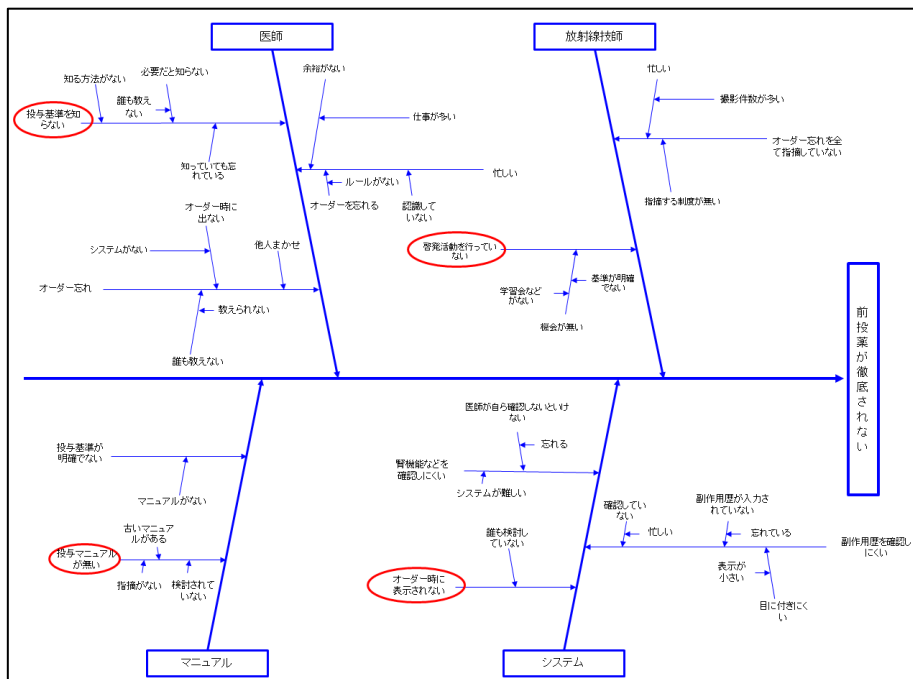 医師
放射線技師
余裕がない
知る方法がない
必要だと知らない
誰も教え
ない
投与基準を知
らない
仕事が多い
知っていても忘
れている
忙しい
ルールがない
オーダーを忘れる
認識して
いない
忙しい
撮影件数が多い
オーダー忘れを全
て指摘していない
指摘する制度が無い
オーダー時に
出ない
システムがない
他人まかせ
オーダー忘れ
教えられない
誰も教えない
啓発活動を行ってい
ない
基準が明確
でない
学習会など
がない
機会が無い
前投薬が徹底されない
投与基準が
明確でない
マニュアルがない
古いマニュア
ルがある
投与マニュアル
が無い
指摘がない
検討されて
いない
医師が自ら確認しないといけ
ない
忘れる
腎機能などを
確認しにくい
システムが難しい
誰も検討し
ていない
オーダー時に
表示されない
確認してい
ない
忙しい
副作用歴が入力さ
れていない
忘れている
副作用歴を確認し
にくい
表示が
小さい
目に付きにく
い
マニュアル
システム